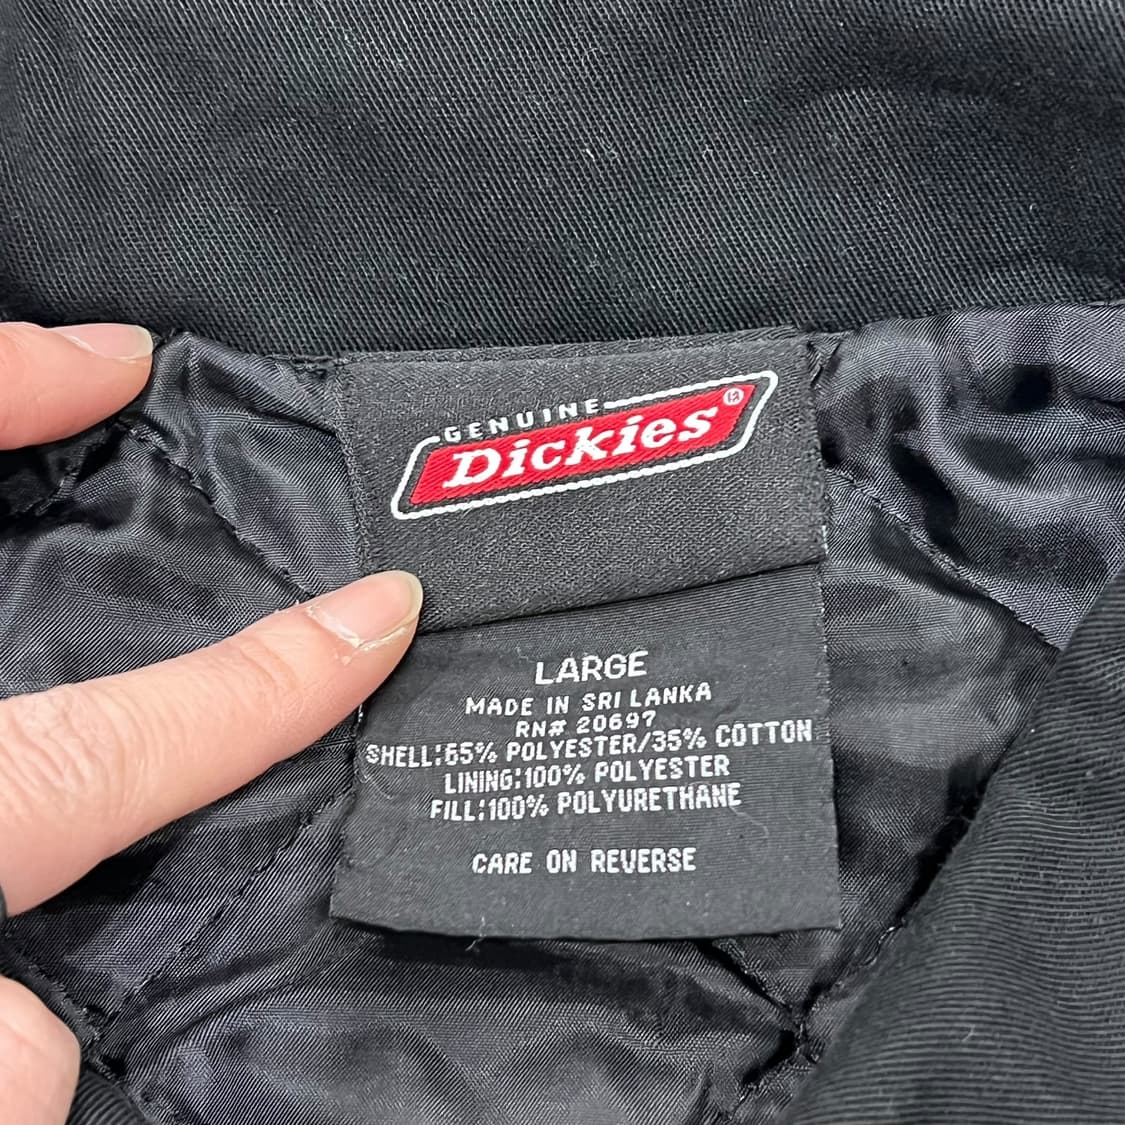 GENUINE
Dickies®
LARGE
MADE IN SRI LANKA
RN# 20697
SHELL:65% POLYESTER/35% COTTON
LINING:100% POLYESTER
FILL:100% POLYURETHANE
CARE ON REVERSE